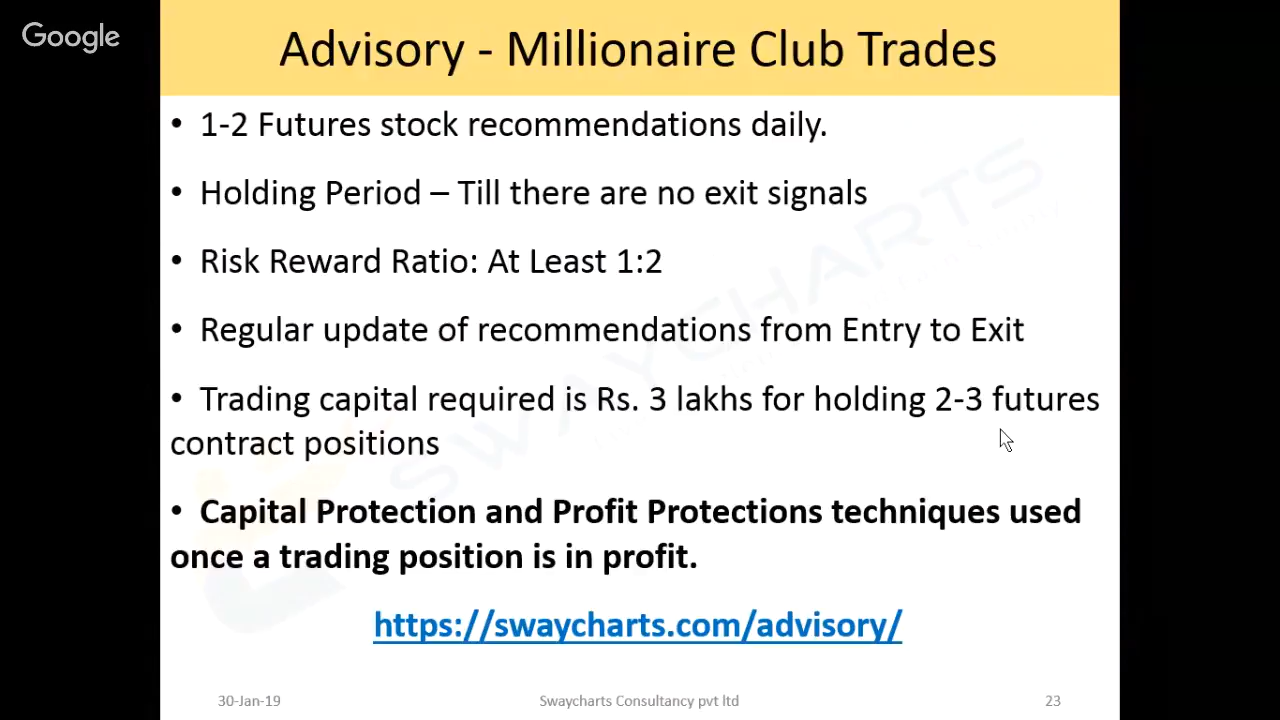 Google
Advisory - Millionaire Club Trades
• 1-2 Futures stock recommendations daily.
• Holding Period – Till there are no exit signals
• Risk Reward Ratio: At Least 1:2
• Regular update of recommendations from Entry to Exit
• Trading capital required is Rs. 3 lakhs for holding 2-3 futures
contract positions
• Capital Protection and Profit Protections techniques used
once a trading position is in profit.
https://swaycharts.com/advisory/
30-Jan-19 Swaycharts Consultancy pvt ltd 23
SWAYCHARTS